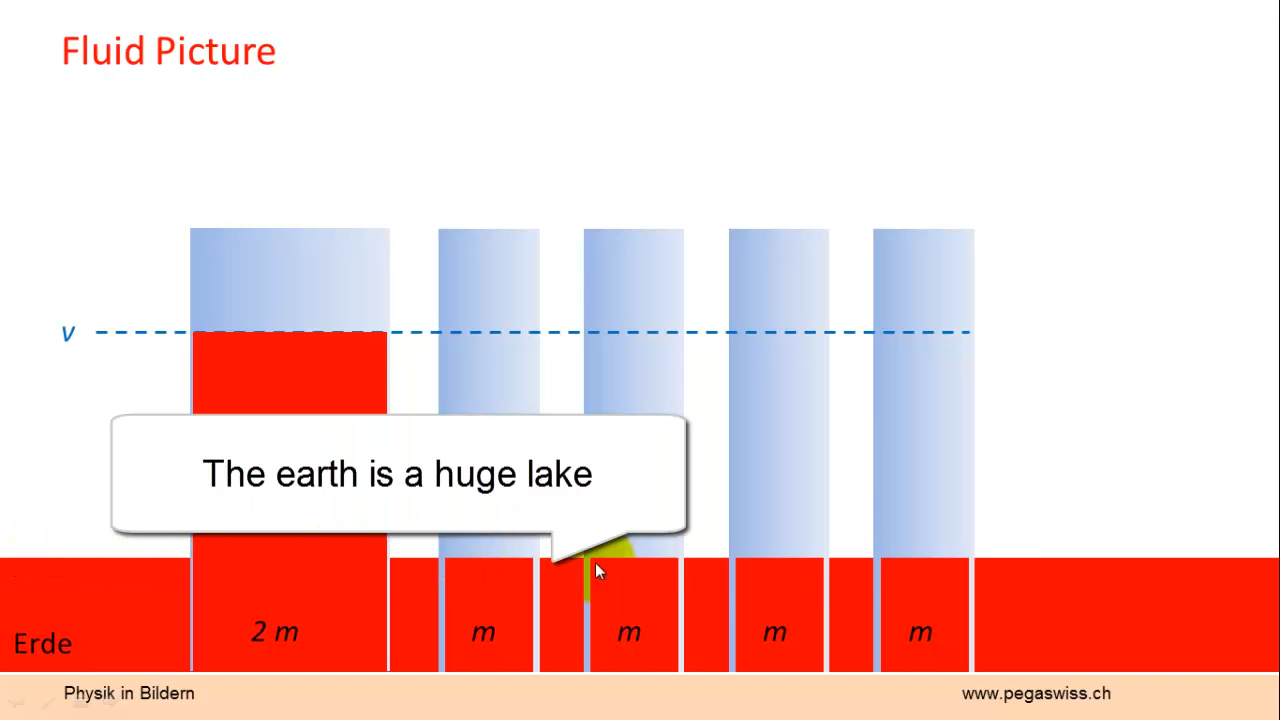 Fluid Picture
v
The earth is a huge lake
Erde
2 m
m
m
m
m
Physik in Bildern
www.pegaswiss.ch